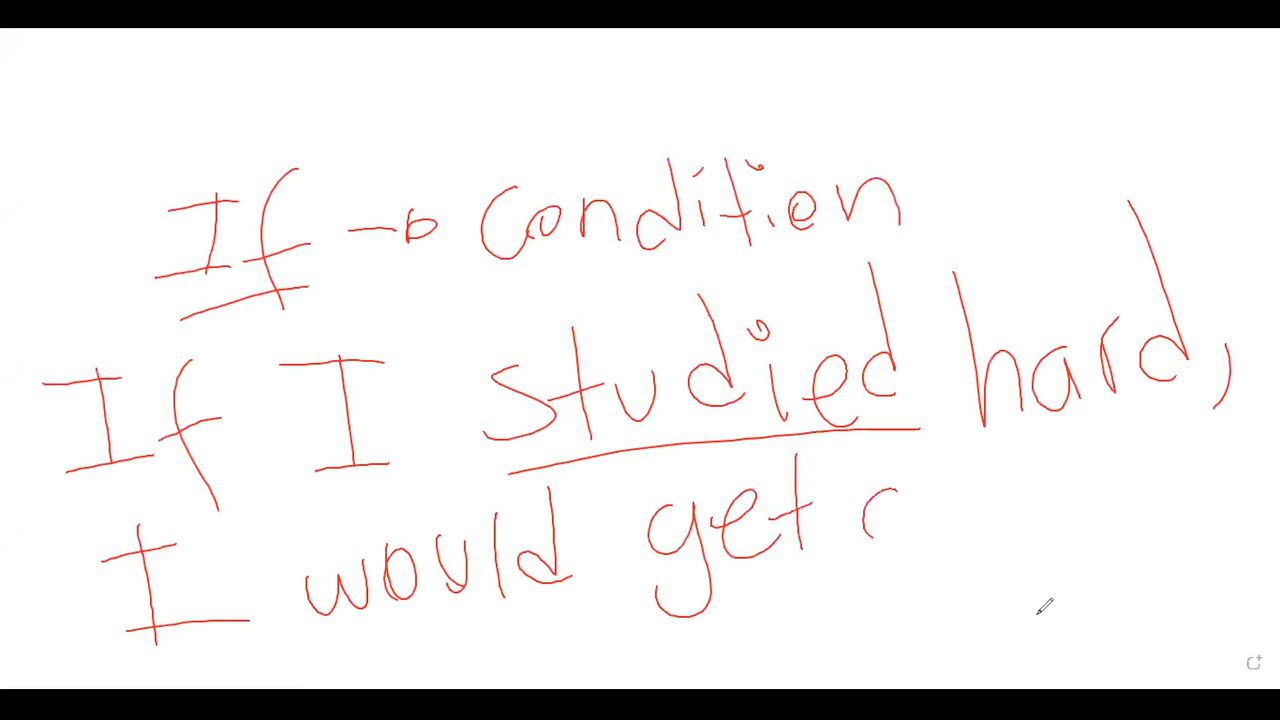 If → Condition
If I studied hard,
I would get